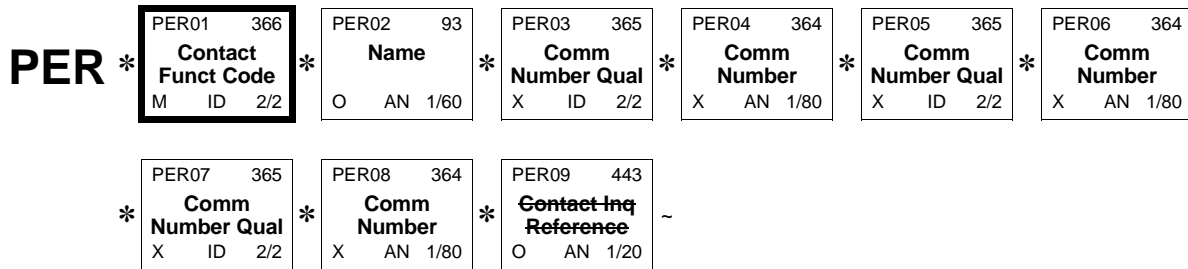 PER01 366 PER02 93 PER03 365 PER04 364 PER05 365 PER06 364
PER * Contact Funct Code * Name * Comm Number Qual * Comm Number * Comm Number Qual * Comm Number
M ID 2/2 O AN 1/60 X ID 2/2 X AN 1/80 X ID 2/2 X AN 1/80
PER07 365 PER08 364 PER09 443
* Comm Number Qual * Comm Number * Contact Inq Reference ~
X ID 2/2 X AN 1/80 O AN 1/20